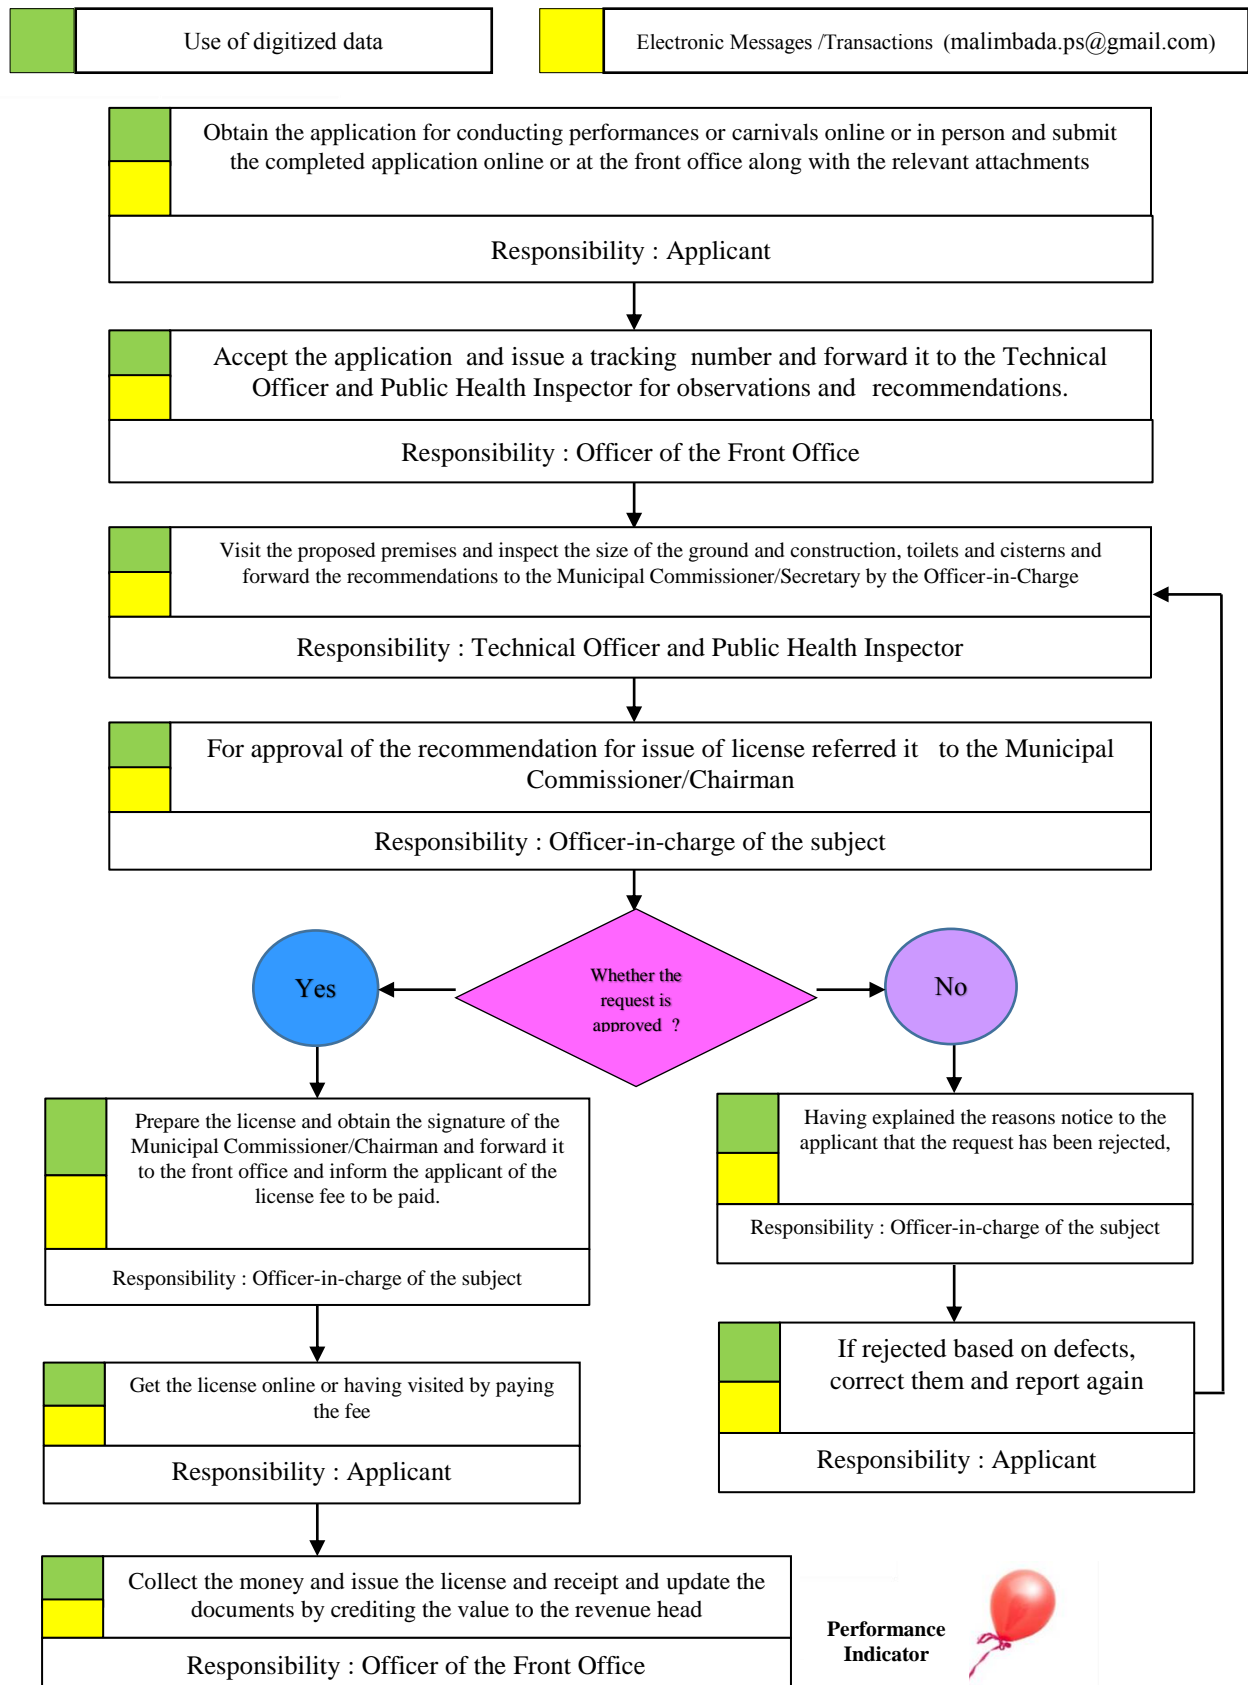 Use of digitized data
Electronic Messages /Transactions (malimbada.ps@gmail.com)
Obtain the application for conducting performances or carnivals online or in person and submit
the completed application online or at the front office along with the relevant attachments
Responsibility : Applicant
Accept the application and issue a tracking number and forward it to the Technical
Officer and Public Health Inspector for observations and recommendations.
Responsibility : Officer of the Front Office
Visit the proposed premises and inspect the size of the ground and construction, toilets and cisterns and
forward the recommendations to the Municipal Commissioner/Secretary by the Officer-in-Charge
Responsibility : Technical Officer and Public Health Inspector
For approval of the recommendation for issue of license referred it to the Municipal
Commissioner/Chairman
Responsibility : Officer-in-charge of the subject
Whether the
request is
approved ?
Yes
No
Prepare the license and obtain the signature of the
Municipal Commissioner/Chairman and forward it
to the front office and inform the applicant of the
license fee to be paid.
Responsibility : Officer-in-charge of the subject
Having explained the reasons notice to the
applicant that the request has been rejected,
Responsibility : Officer-in-charge of the subject
If rejected based on defects,
correct them and report again
Responsibility : Applicant
Get the license online or having visited by paying
the fee
Responsibility : Applicant
Collect the money and issue the license and receipt and update the
documents by crediting the value to the revenue head
Responsibility : Officer of the Front Office
Performance
Indicator